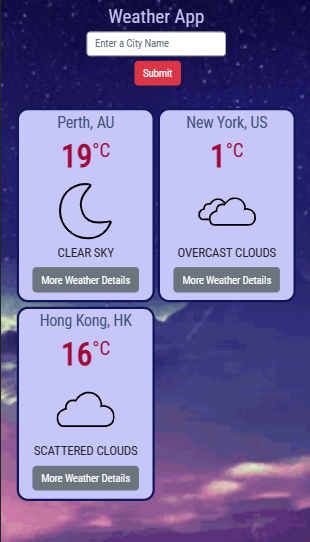 Weather App
Enter a City Name
Submit
Perth, AU
19°C
CLEAR SKY
More Weather Details
New York, US
1°C
OVERCAST CLOUDS
More Weather Details
Hong Kong, HK
16°C
SCATTERED CLOUDS
More Weather Details